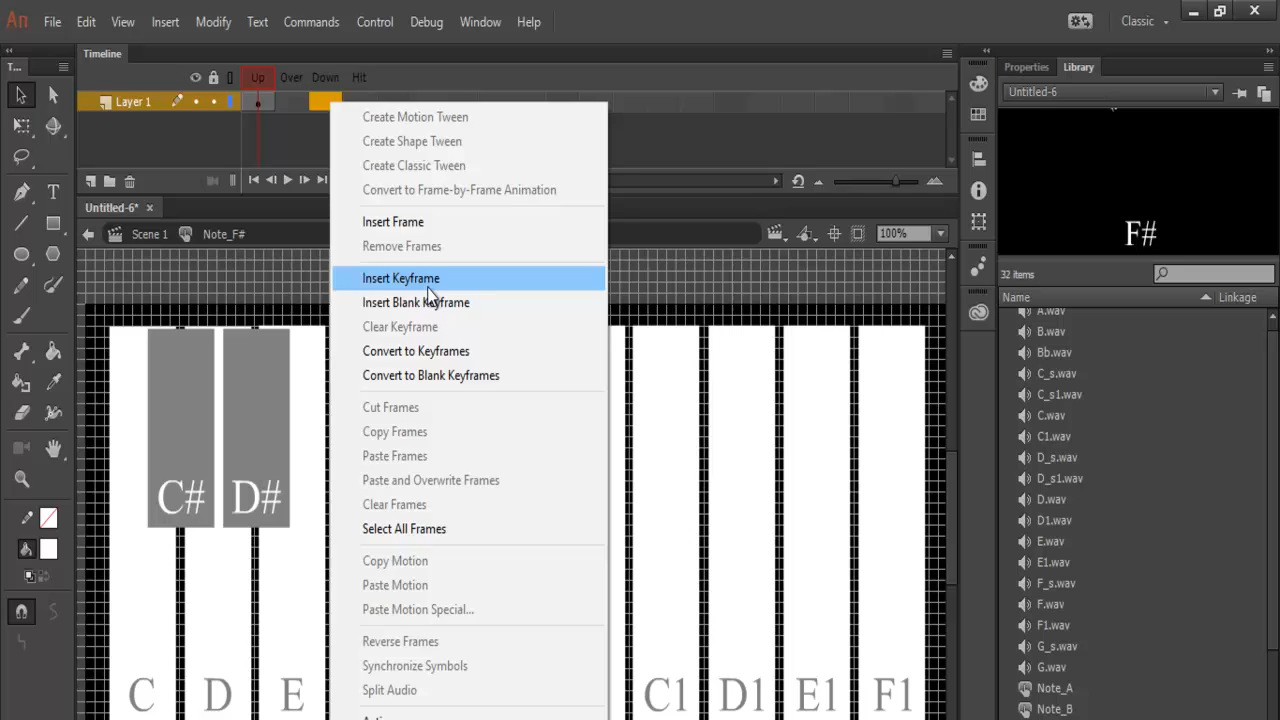 An File Edit View Insert Modify Text Commands Control Debug Window Help Classic
T... Timeline Properties Library
Up Over Down Hit
Untitled-6
Layer 1
F#
Untitled-6* ×
Scene 1 Note_F# 100%
32 items
Name Linkage
Create Motion Tween
Create Shape Tween
Create Classic Tween
Convert to Frame-by-Frame Animation
Insert Frame
Remove Frames
Insert Keyframe
Insert Blank Keyframe
Clear Keyframe
Convert to Keyframes
Convert to Blank Keyframes
Cut Frames
Copy Frames
Paste Frames
Paste and Overwrite Frames
Clear Frames
Select All Frames
Copy Motion
Paste Motion
Paste Motion Special...
Reverse Frames
Synchronize Symbols
Split Audio
C# D#
C D E C1 D1 E1 F1
A.wav
B.wav
Bb.wav
C_s.wav
C_s1.wav
C.wav
C1.wav
D_s.wav
D_s1.wav
D.wav
D1.wav
E.wav
E1.wav
F_s.wav
F.wav
F1.wav
G_s.wav
G.wav
Note_A
Note_B